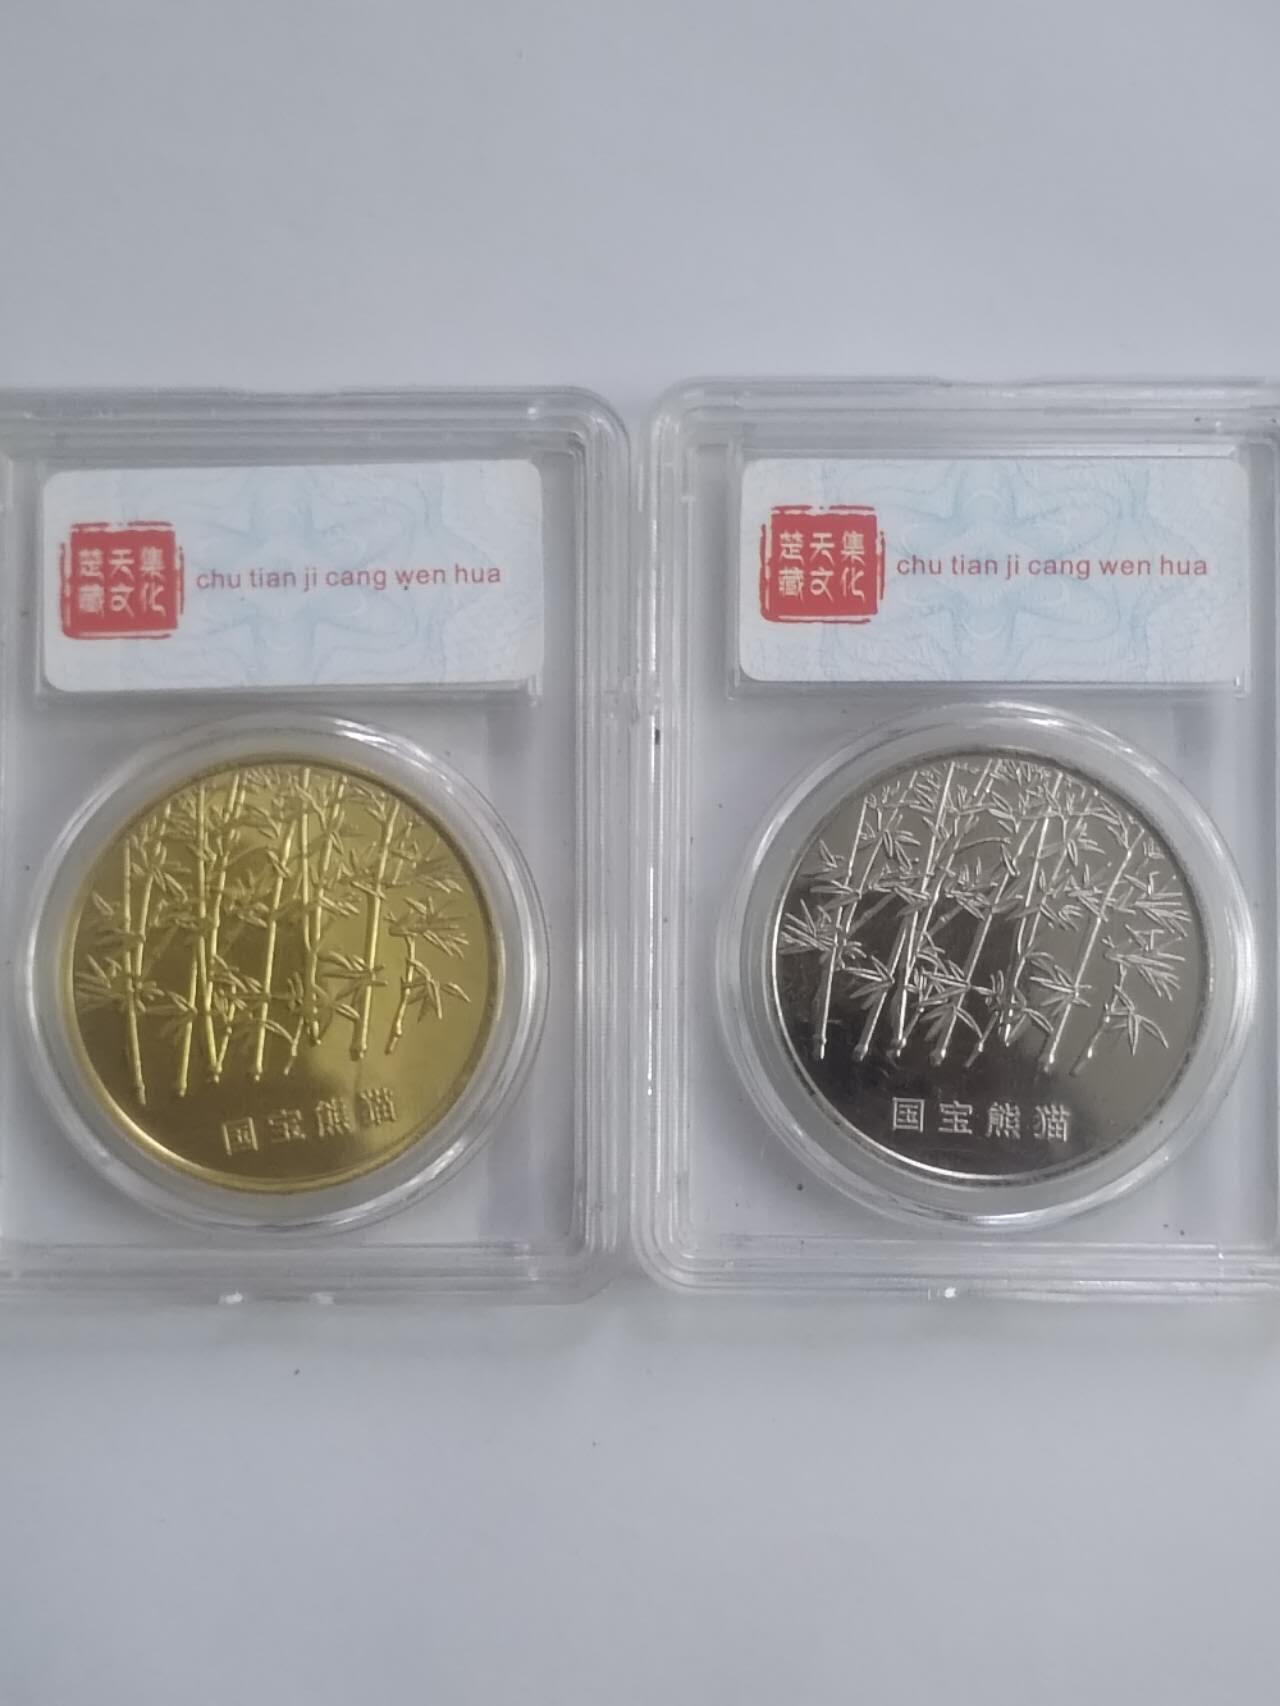 楚天集
藏文化
chu tian ji cang wen hua
国宝熊猫
楚天集
藏文化
chu tian ji cang wen hua
国宝熊猫